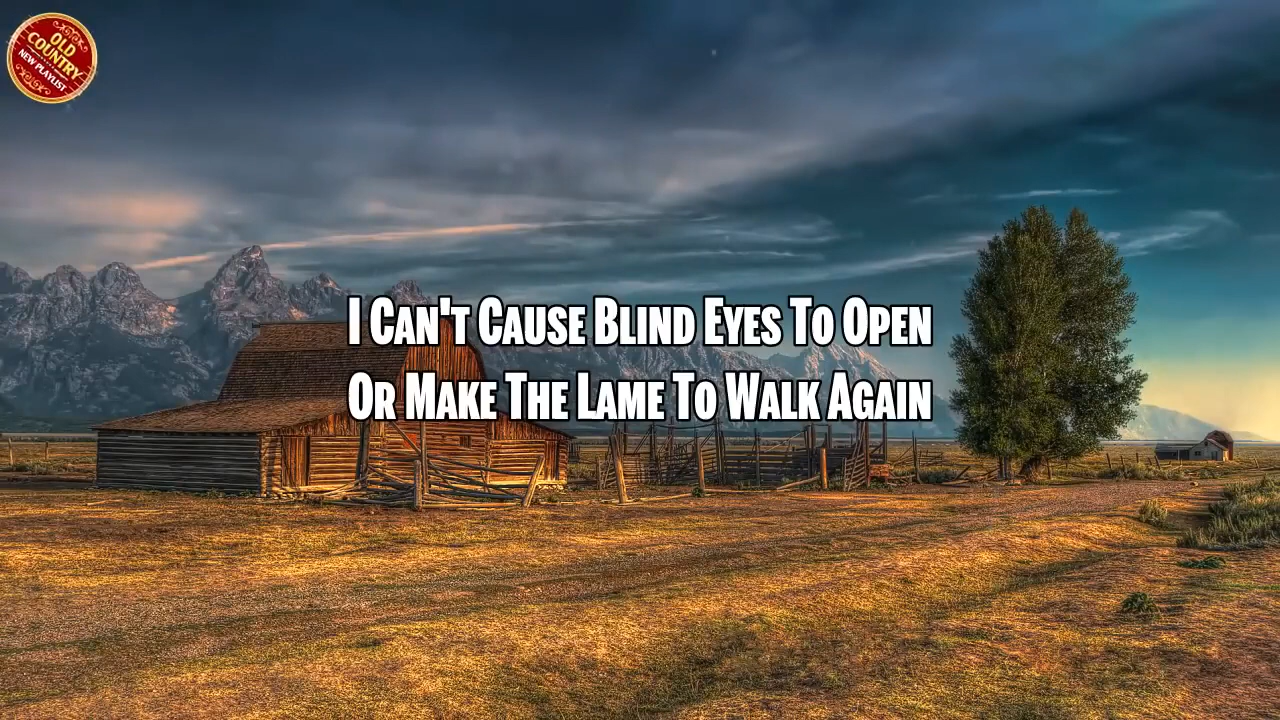 OLD
COUNTRY
NEW PLAYLIST
I Can't Cause Blind Eyes To Open
Or Make The Lame To Walk Again